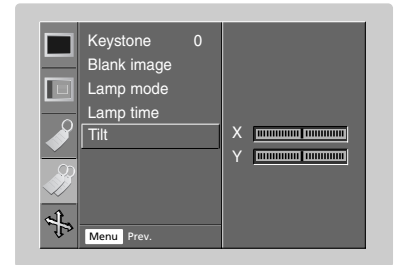 Keystone 0
Blank image
Lamp mode
Lamp time
Tilt
X
Y
Menu Prev.